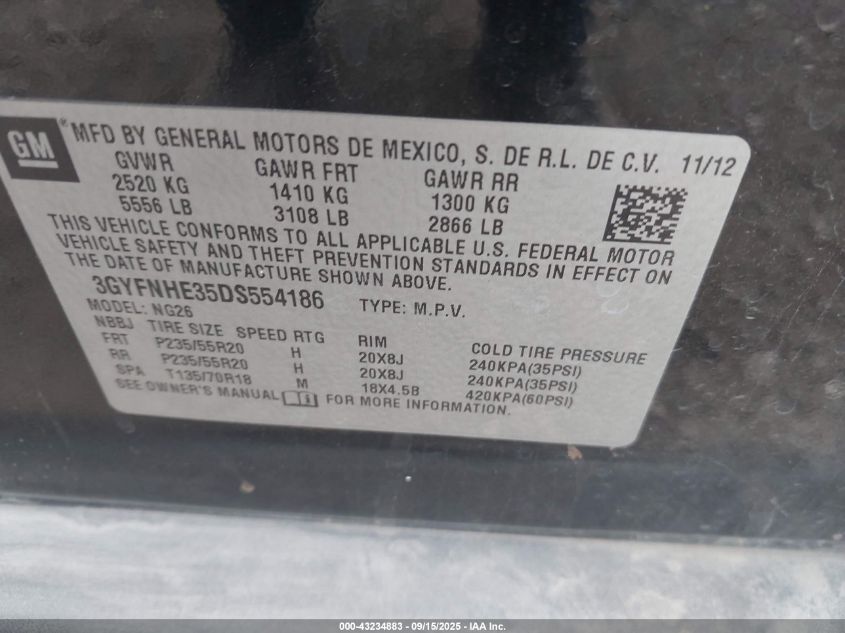 GM ® MFD BY GENERAL MOTORS DE MEXICO, S. DE R.L. DE C.V. 11/12
GVWR GAWR FRT GAWR RR
2520 KG 1410 KG 1300 KG
5556 LB 3108 LB 2866 LB
THIS VEHICLE CONFORMS TO ALL APPLICABLE U.S. FEDERAL MOTOR
VEHICLE SAFETY AND THEFT PREVENTION STANDARDS IN EFFECT ON
THE DATE OF MANUFACTURE SHOWN ABOVE.
3GYFNHE35DS554186 TYPE: M.P.V.
MODEL: NG26
NBBJ TIRE SIZE SPEED RTG RIM COLD TIRE PRESSURE
FRT P235/55R20 H 20X8J 240KPA(35PSI)
RR P235/55R20 H 20X8J 240KPA(35PSI)
SPA T135/70R18 M 18X4.5B 420KPA(60PSI)
SEE OWNER'S MANUAL FOR MORE INFORMATION.
000-43234883 - 09/15/2025 - IAA Inc.